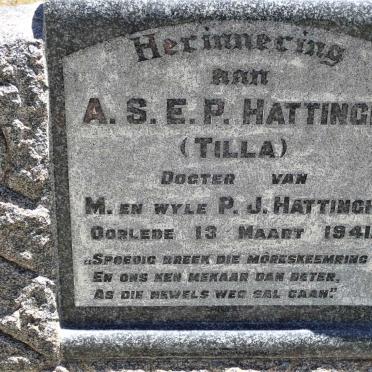 Herinnering
aan
A. S. E. P. HATTINGH
(TILLA)
DOGTER VAN
M. EN WYLE P. J. HATTINGH
OORLEDE 13 MAART 1941.
„SPOEDIG BREEK DIE MÔRESKEMRING
EN ONS KEN MEKAAR DAN BETER,
AS DIE NEWELS WEG SAL GAAN."